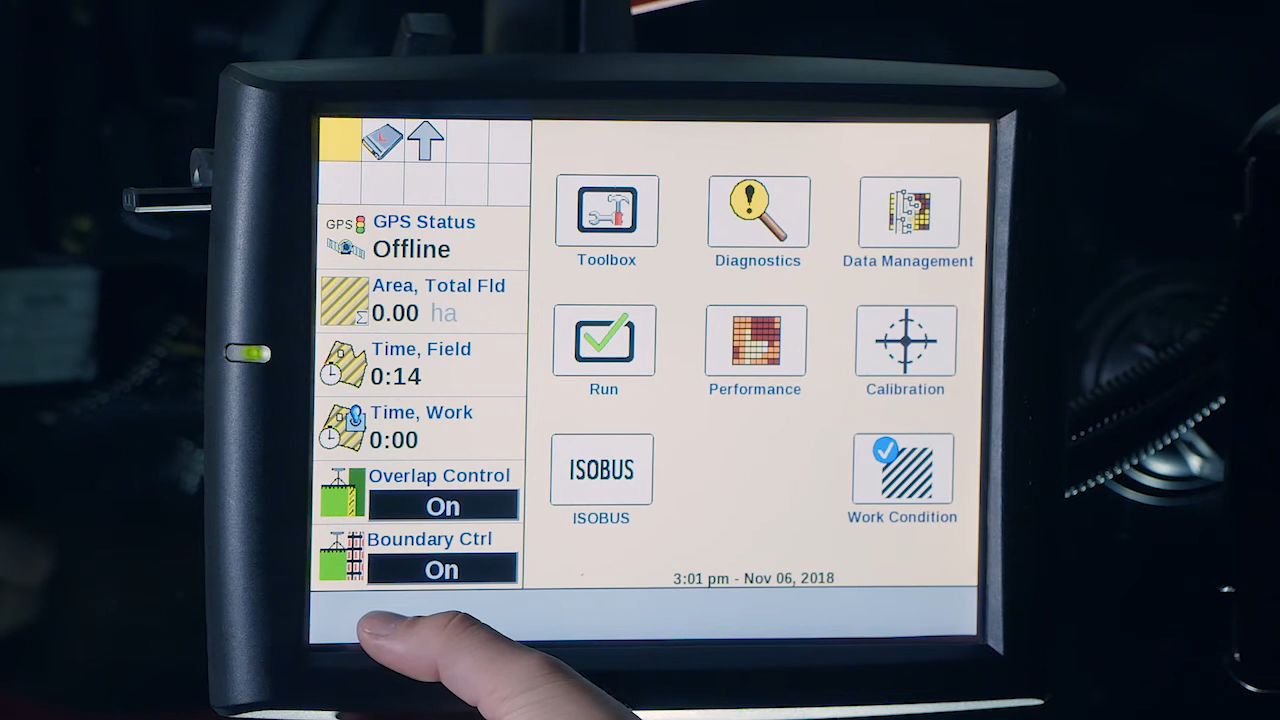 GPS
GPS Status
Offline
Area, Total Fld
0.00 ha
Time, Field
0:14
Time, Work
0:00
Overlap Control
On
Boundary Ctrl
On
Toolbox
Diagnostics
Data Management
Run
Performance
Calibration
ISOBUS
ISOBUS
Work Condition
3:01 pm - Nov 06, 2018